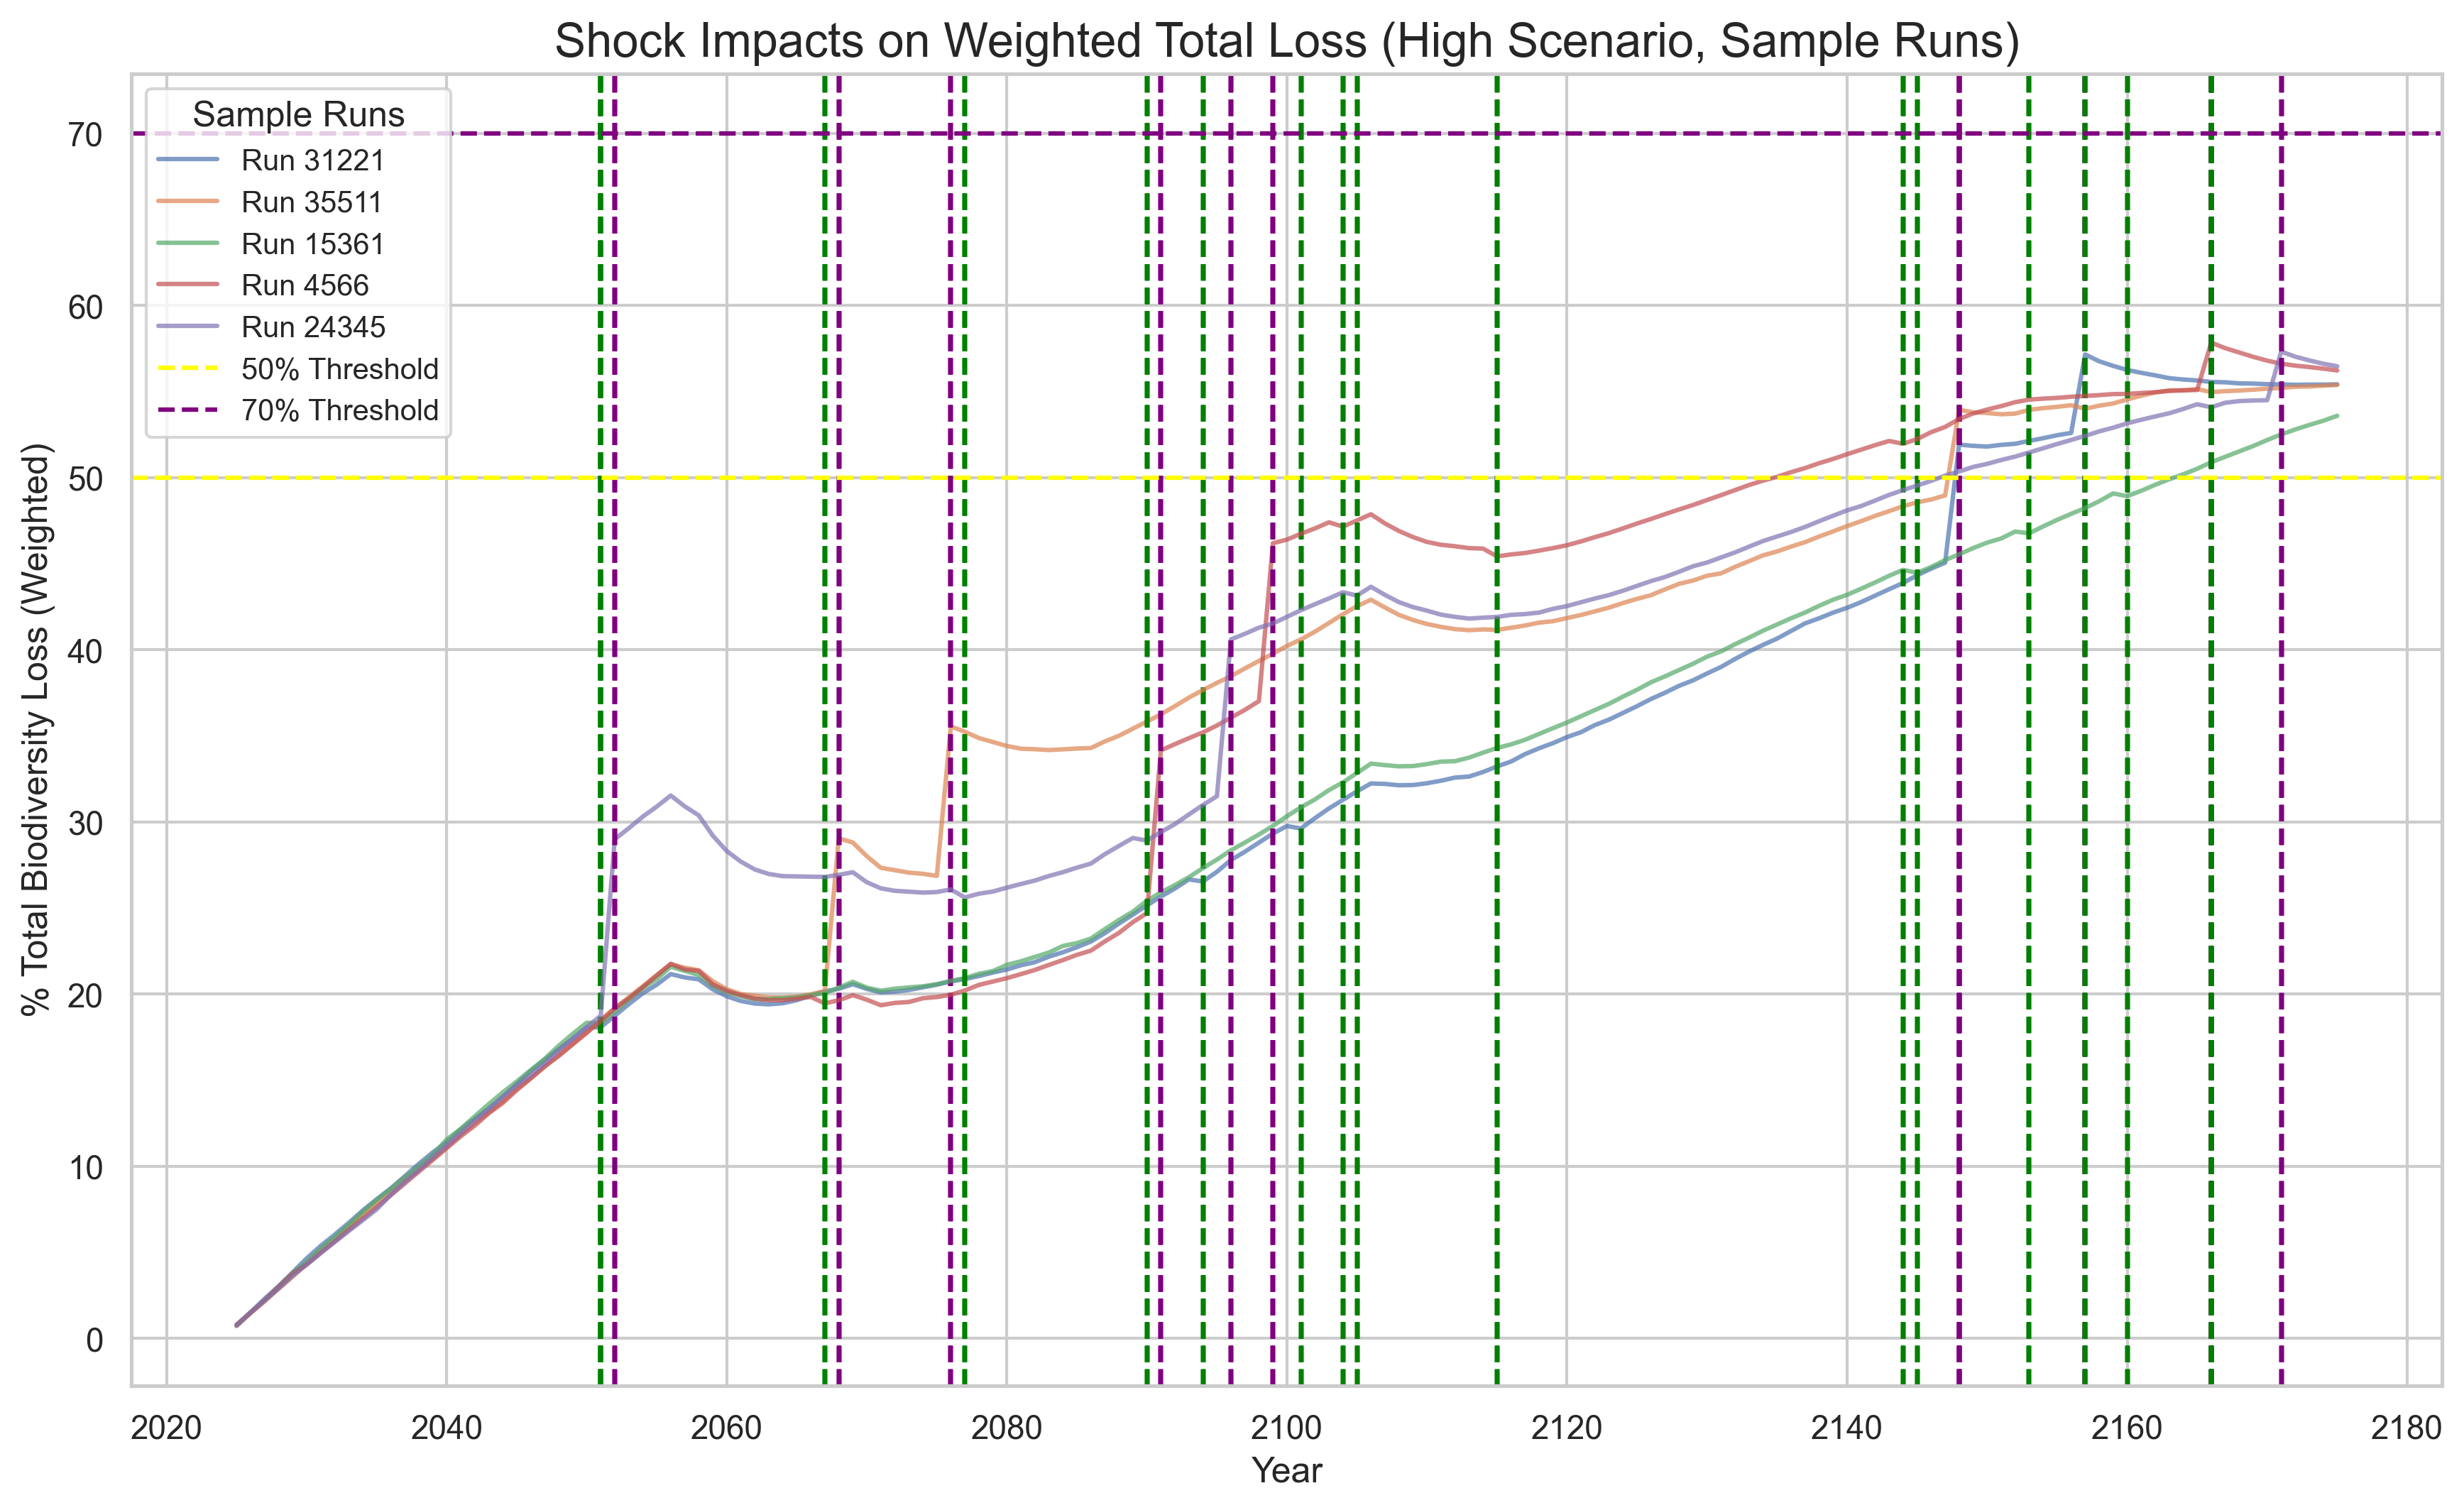 Shock Impacts on Weighted Total Loss (High Scenario, Sample Runs)
Sample Runs
Run 31221
Run 35511
Run 15361
Run 4566
Run 24345
50% Threshold
70% Threshold
% Total Biodiversity Loss (Weighted)
70
60
50
40
30
20
10
0
2020
2040
2060
2080
2100
2120
2140
2160
2180
Year